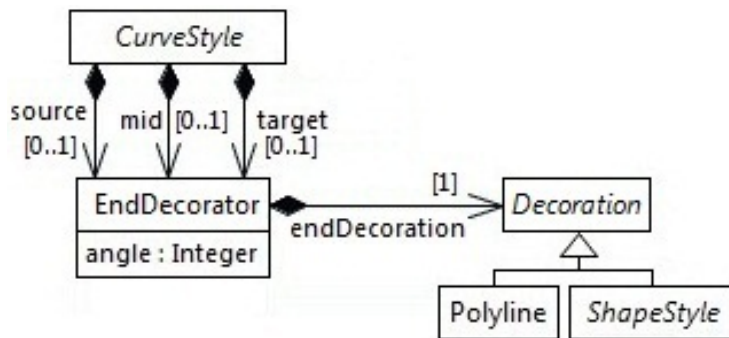 CurveStyle
source
[0..1]
mid
[0..1]
target
[0..1]
EndDecorator
angle : Integer
[1]
endDecoration
Decoration
Polyline
ShapeStyle